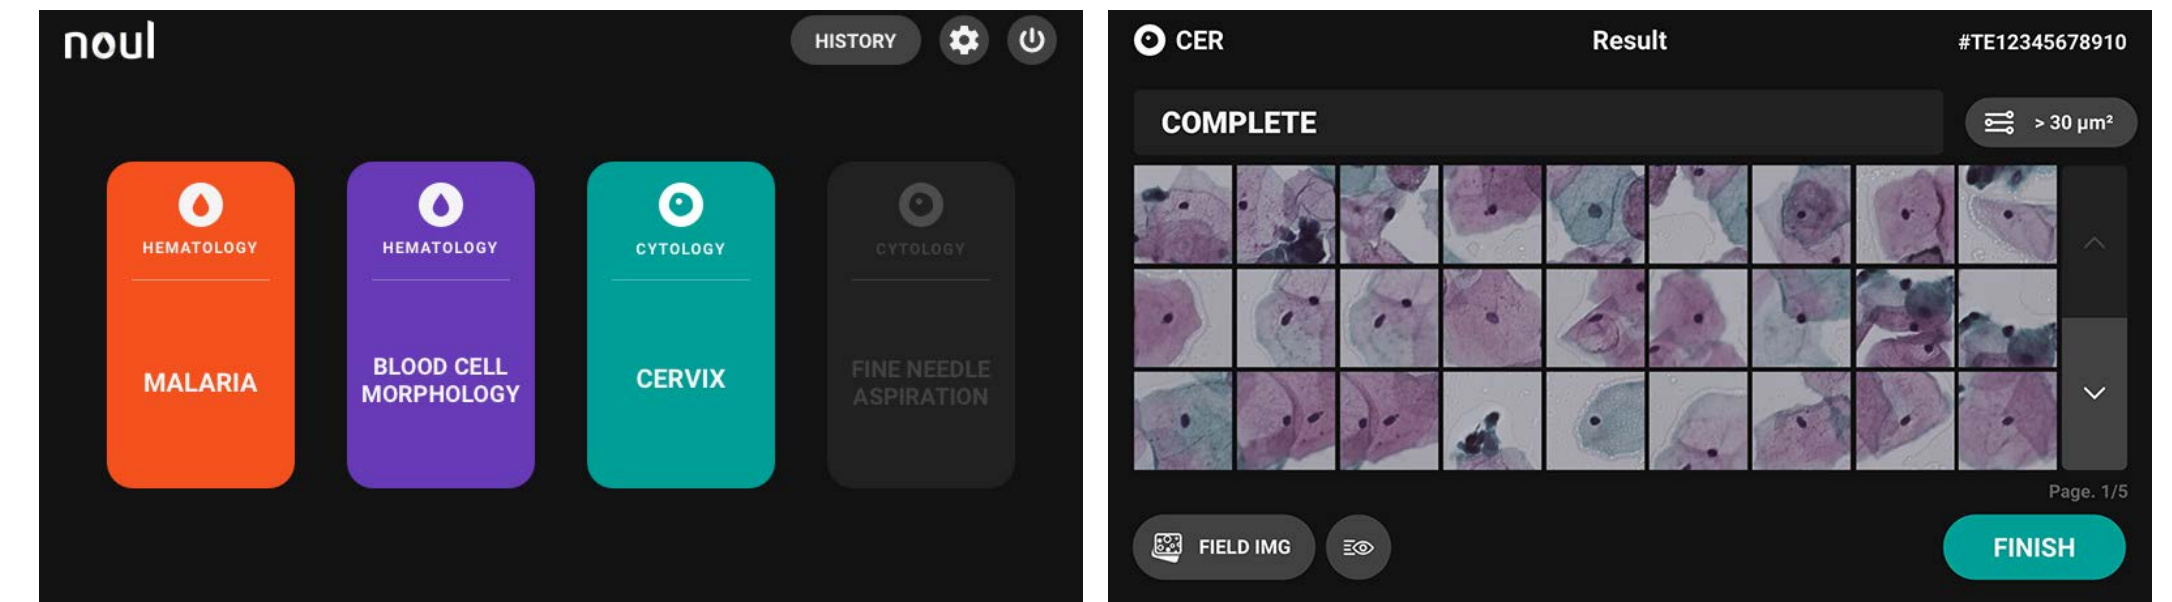 noul
HISTORY
HEMATOLOGY
MALARIA
HEMATOLOGY
BLOOD CELL
MORPHOLOGY
CYTOLOGY
CERVIX
CYTOLOGY
FINE NEEDLE
ASPIRATION
CER
Result
#TE12345678910
COMPLETE
> 30 µm²
Page. 1/5
FIELD IMG
FINISH